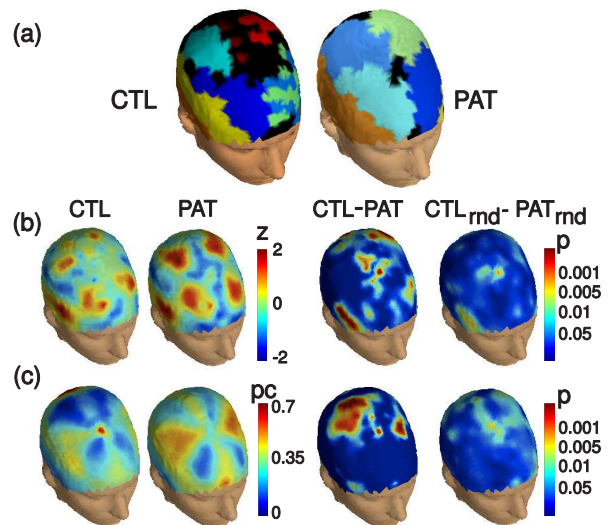 (a)
CTL
PAT
(b)
CTL
PAT
z
2
0
-2
CTL-PAT
CTLrnd- PATrnd
p
0.001
0.005
0.01
0.05
(c)
pc
0.7
0.35
0
p
0.001
0.005
0.01
0.05